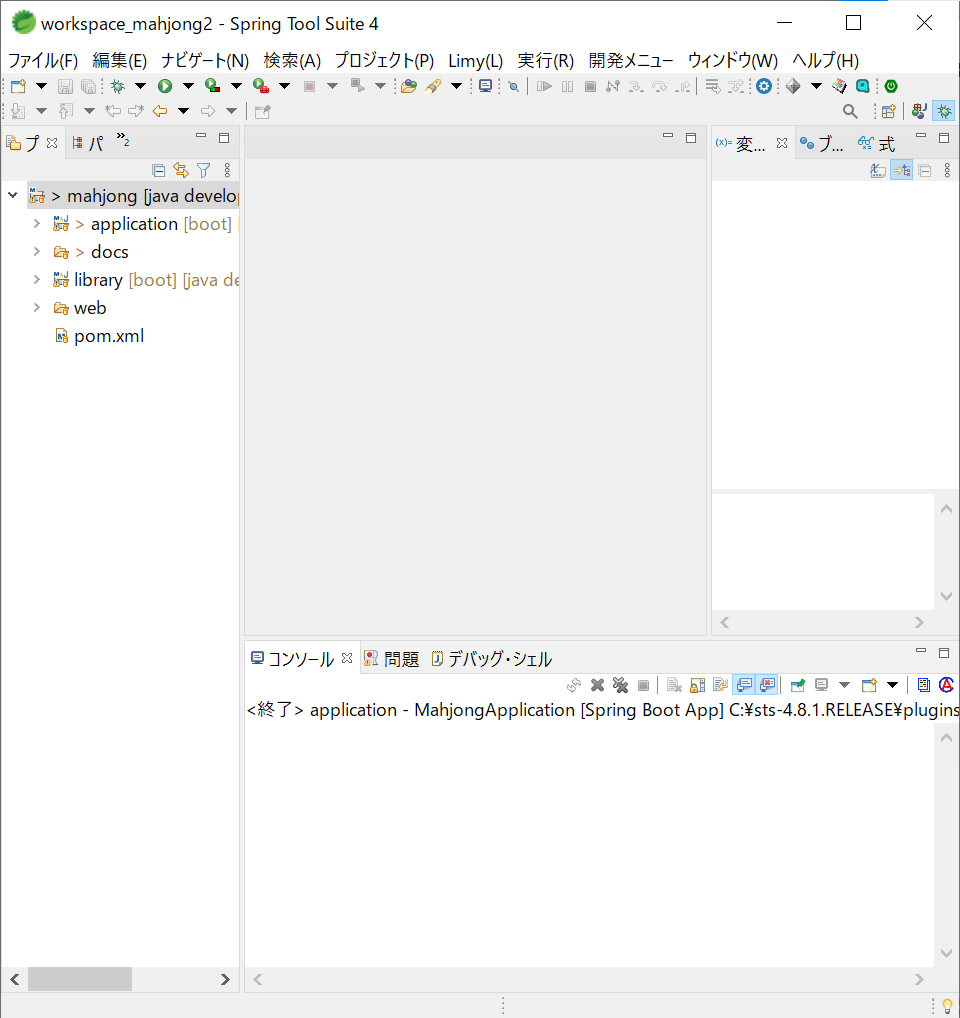 workspace_mahjong2 - Spring Tool Suite 4
ファイル(F) 編集(E) ナビゲート(N) 検索(A) プロジェクト(P) Limy(L) 実行(R) 開発メニュー ウィンドウ(W) ヘルプ(H)
プ パ »2
(x)= 変... ブ... 式
> mahjong [java develo
> application [boot]
> docs
library [boot] [java de
web
pom.xml
コンソール 問題 デバッグ・シェル
<終了> application - MahjongApplication [Spring Boot App] C:¥sts-4.8.1.RELEASE¥plugins